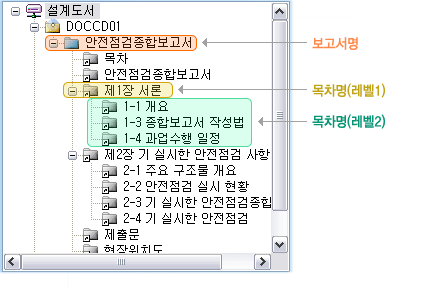 설계도서
DOCCD01
안전점검종합보고서
보고서명
목차
안전점검종합보고서
제1장 서론
목차명(레벨1)
1-1 개요
1-3 종합보고서 작성법
목차명(레벨2)
1-4 과업수행 일정
제2장 기 실시한 안전점검 사항
2-1 주요 구조물 개요
2-2 안전점검 실시 현황
2-3 기 실시한 안전점검종합
2-4 기 실시한 안전점검
제출문
현장위치도